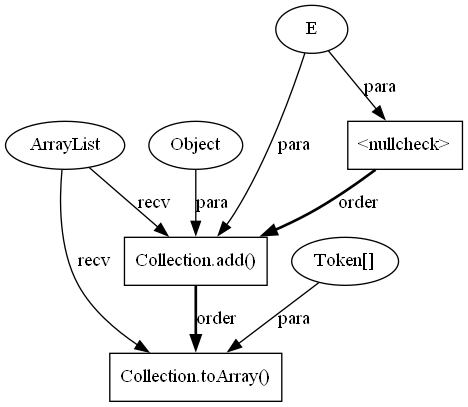 E
para
ArrayList
Object
para
<nullcheck>
recv
para
order
recv
Collection.add()
Token[]
order
para
Collection.toArray()